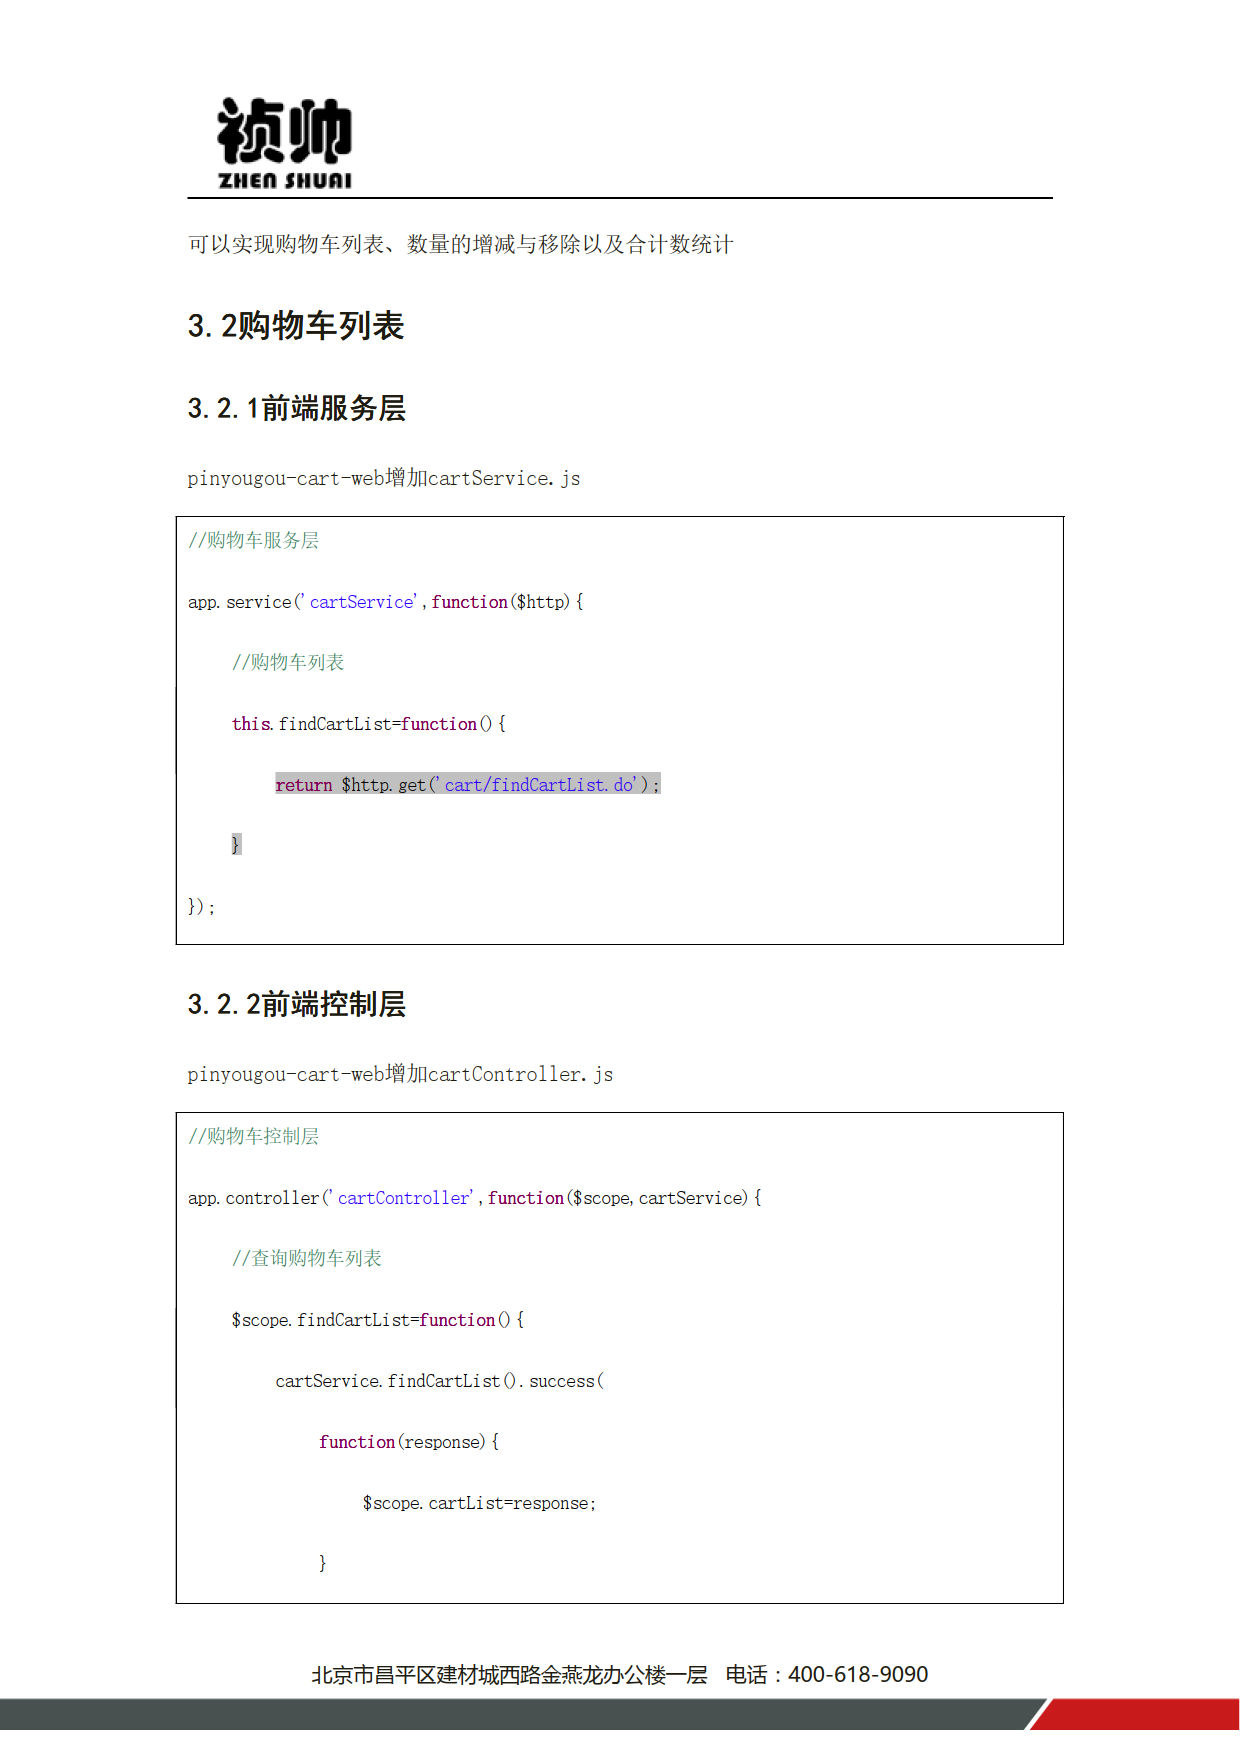 祯帅
ZHEN SHUAI
可以实现购物车列表、数量的增减与移除以及合计数统计
3.2购物车列表
3.2.1前端服务层
pinyougou-cart-web增加cartService.js
//购物车服务层
app.service('cartService',function($http){
//购物车列表
this.findCartList=function(){
return $http.get('cart/findCartList.do');
}
});
3.2.2前端控制层
pinyougou-cart-web增加cartController.js
//购物车控制层
app.controller('cartController',function($scope,cartService){
//查询购物车列表
$scope.findCartList=function(){
cartService.findCartList().success(
function(response){
$scope.cartList=response;
}
北京市昌平区建材城西路金燕龙办公楼一层 电话：400-618-9090